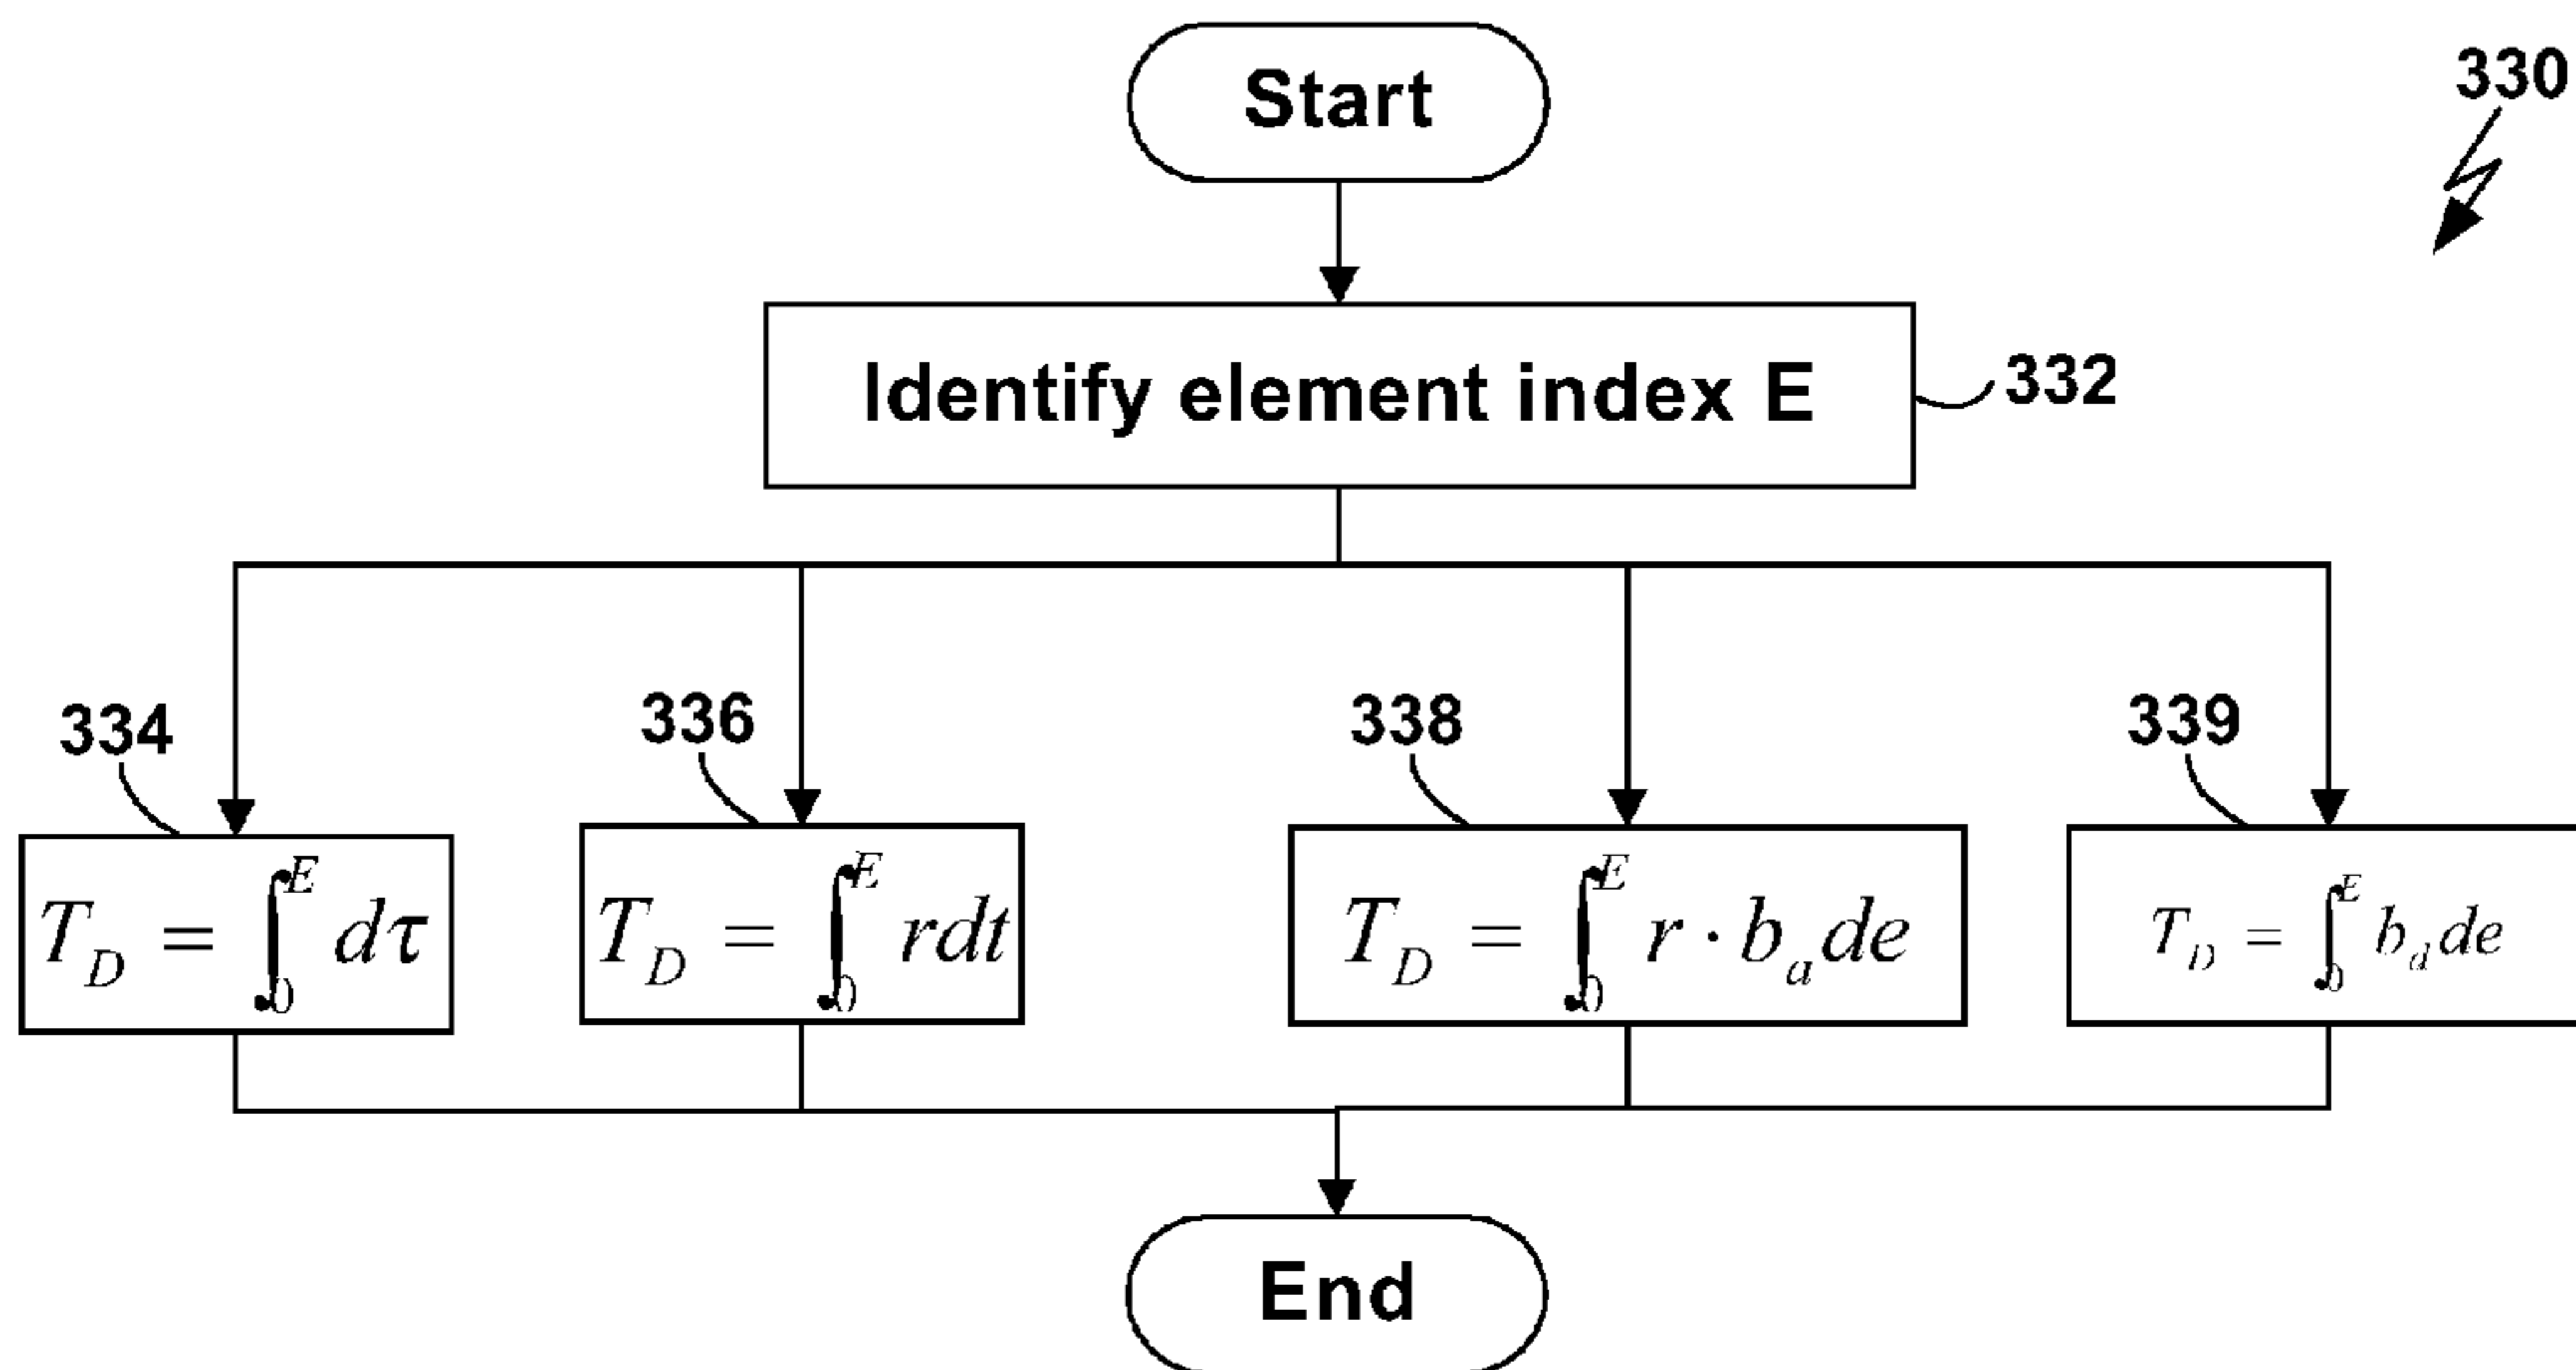 Start
330
Identify element index E
332
334
336
338
339
T_D = ∫_0^E dτ
T_D = ∫_0^E rdt
T_D = ∫_0^E r · b_a de
T_D = ∫_0^E b_d de
End